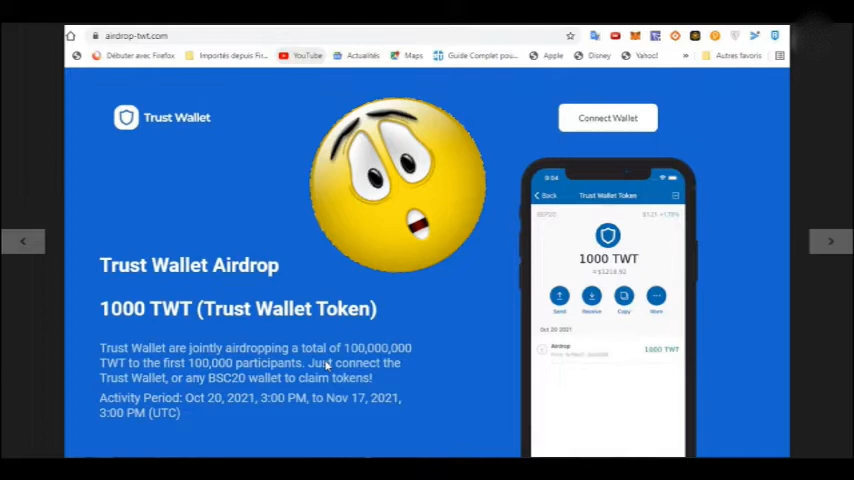 airdrop-twt.com
Débuter avec Firefox
Importés depuis Fir...
YouTube
Actualités
Maps
Guide Complet pour...
Apple
Disney
Yahoo!
»
Autres favoris
Trust Wallet
Connect Wallet
Trust Wallet Airdrop
1000 TWT (Trust Wallet Token)
Trust Wallet are jointly airdropping a total of 100,000,000
TWT to the first 100,000 participants. Just connect the
Trust Wallet, or any BSC20 wallet to claim tokens!
Activity Period: Oct 20, 2021, 3:00 PM, to Nov 17, 2021,
3:00 PM (UTC)
Back
Trust Wallet Token
1000 TWT
Send
Receive
Copy
More
Oct 20 2021
Airdrop
1000 TWT